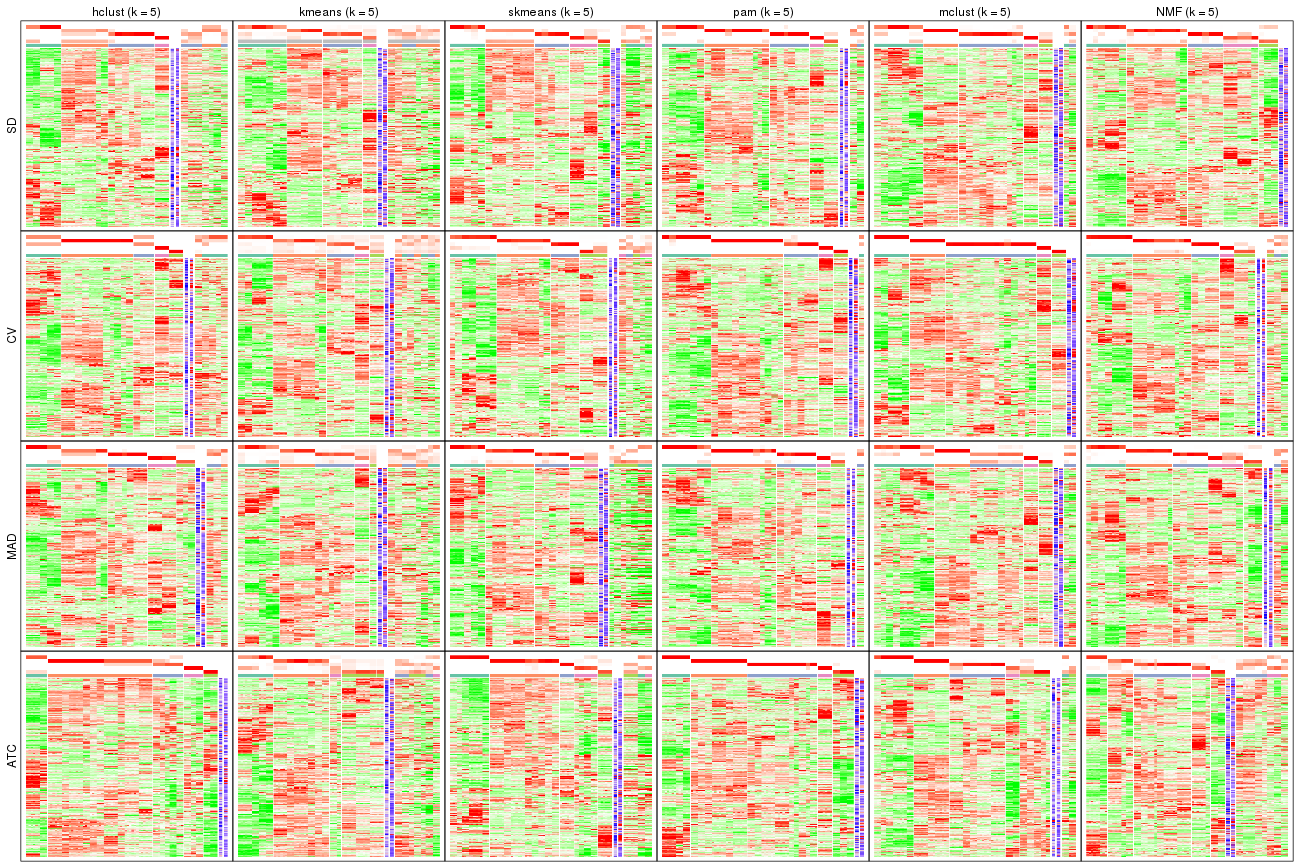 hclust (k = 5) kmeans (k = 5) skmeans (k = 5) pam (k = 5) mclust (k = 5) NMF (k = 5)
SD
CV
MAD
ATC